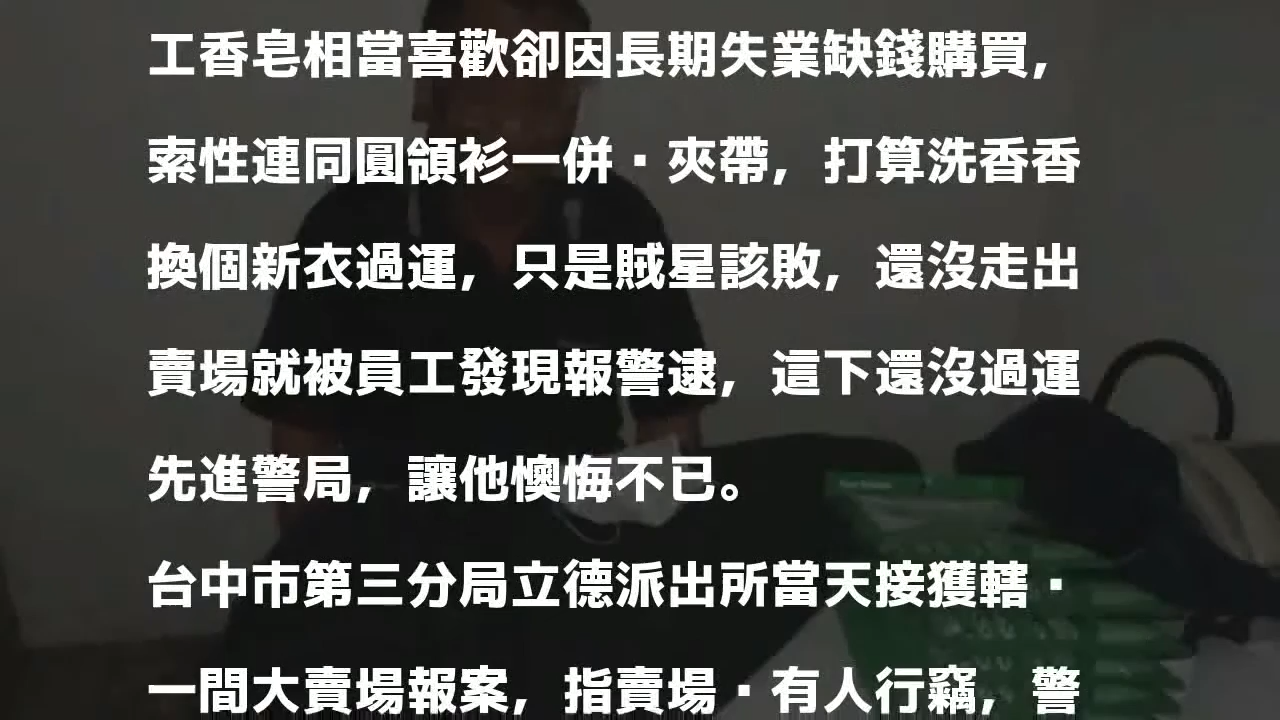 工香皂相當喜歡卻因長期失業缺錢購買，
索性連同圓領衫一併·夾帶，打算洗香香
換個新衣過運，只是賊星該敗，還沒走出
賣場就被員工發現報警逮，這下還沒過運
先進警局，讓他懊悔不已。
台中市第三分局立德派出所當天接獲轄·
一間大賣場報案，指賣場·有人行竊，警